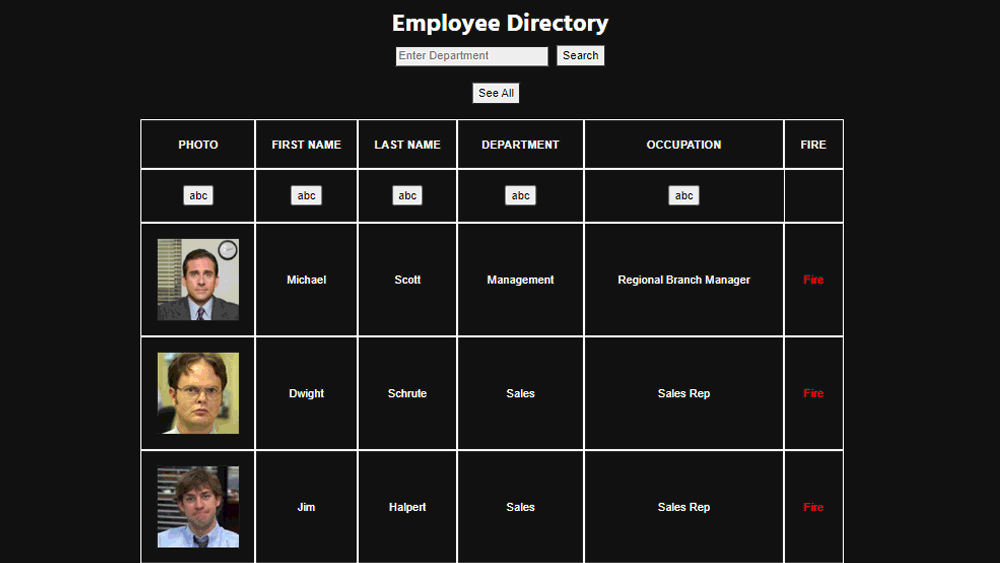 Employee Directory
Enter Department Search
See All
PHOTO FIRST NAME LAST NAME DEPARTMENT OCCUPATION FIRE
abc abc abc abc abc
Michael Scott Management Regional Branch Manager Fire
Dwight Schrute Sales Sales Rep Fire
Jim Halpert Sales Sales Rep Fire